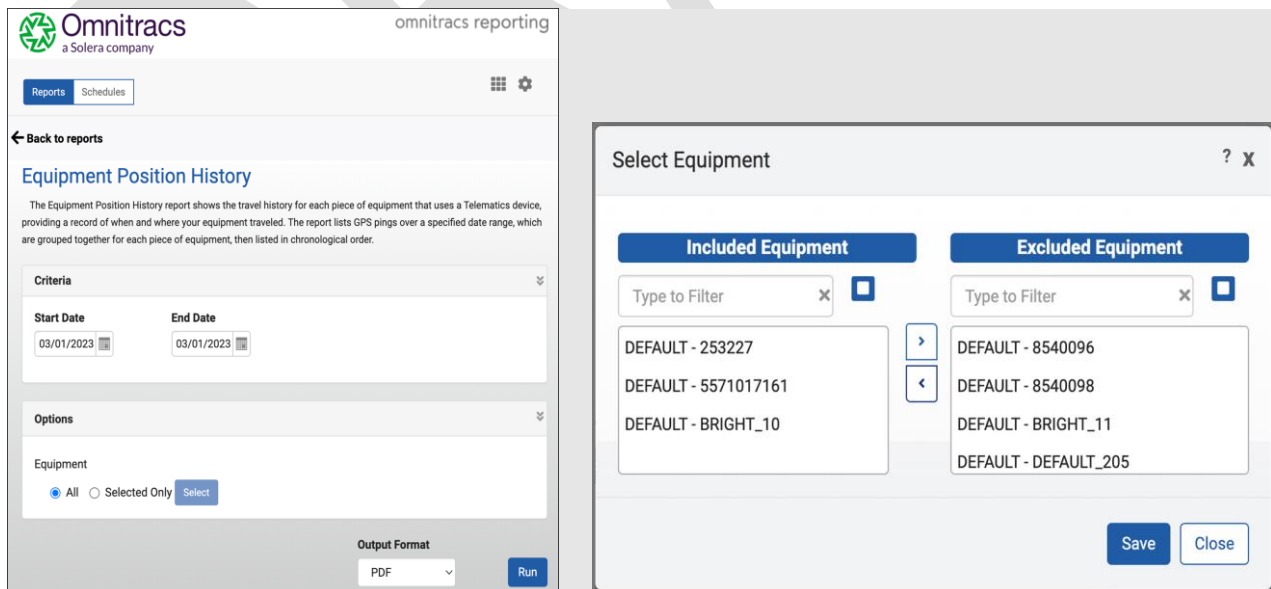 Omnitracs
a Solera company
omnitracs reporting
Reports Schedules
Back to reports
Equipment Position History
The Equipment Position History report shows the travel history for each piece of equipment that uses a Telematics device,
providing a record of when and where your equipment traveled. The report lists GPS pings over a specified date range, which
are grouped together for each piece of equipment, then listed in chronological order.
Criteria
Start Date End Date
03/01/2023 03/01/2023
Options
Equipment
All Selected Only Select
Output Format
PDF Run
Select Equipment ? X
Included Equipment Excluded Equipment
Type to Filter × Type to Filter ×
DEFAULT - 253227 > DEFAULT - 8540096
DEFAULT - 5571017161 < DEFAULT - 8540098
DEFAULT - BRIGHT_10 DEFAULT - BRIGHT_11
DEFAULT - DEFAULT_205
Save Close